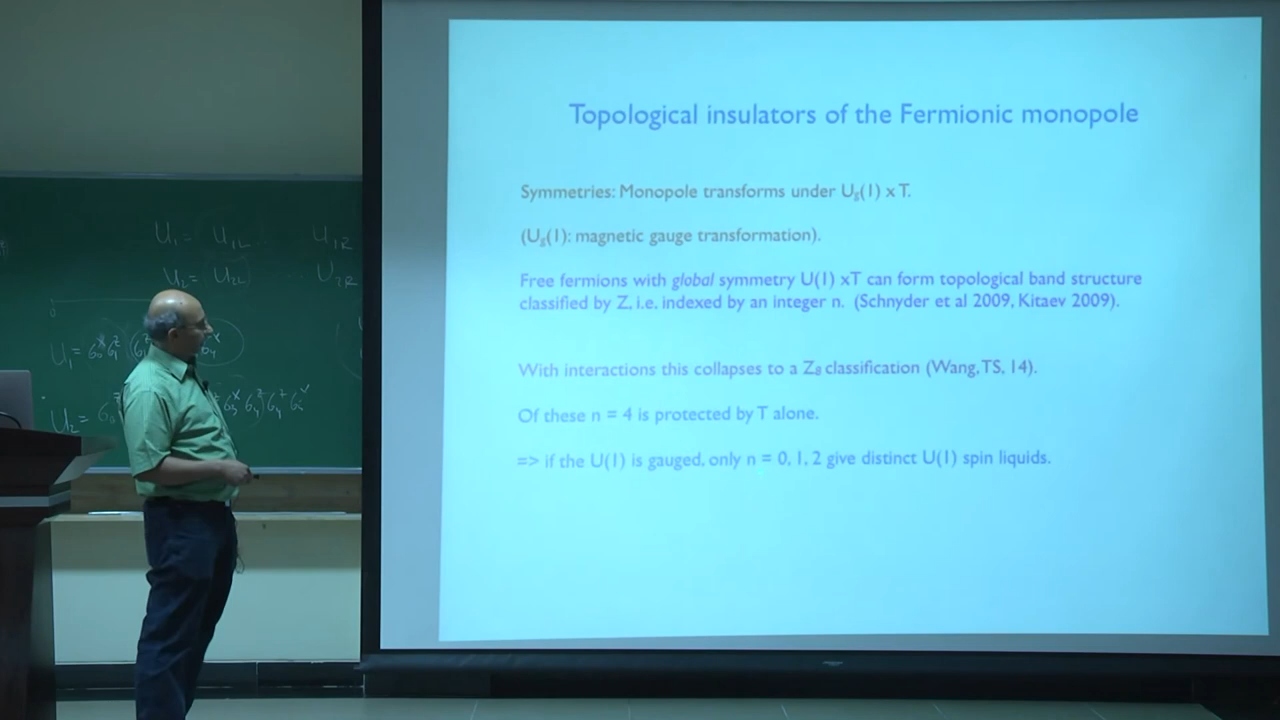 Topological insulators of the Fermionic monopole
Symmetries: Monopole transforms under Ug(1) x T.
(Ug(1): magnetic gauge transformation).
Free fermions with global symmetry U(1) xT can form topological band structure
classified by Z, i.e. indexed by an integer n. (Schnyder et al 2009, Kitaev 2009).
With interactions this collapses to a Z8 classification (Wang, TS, 14).
Of these n = 4 is protected by T alone.
=> if the U(1) is gauged, only n = 0, 1, 2 give distinct U(1) spin liquids.
U1 = U1L U1R
U2 = U2L U2R
U1 =
U2 =